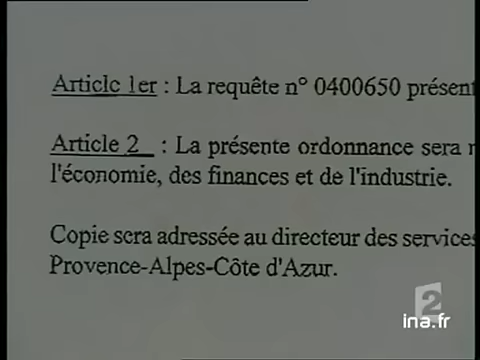 Article 1er : La requête n° 0400650 présent
Article 2 : La présente ordonnance sera
l'économie, des finances et de l'industrie.
Copie sera adressée au directeur des services
Provence-Alpes-Côte d'Azur.
2
ina.fr